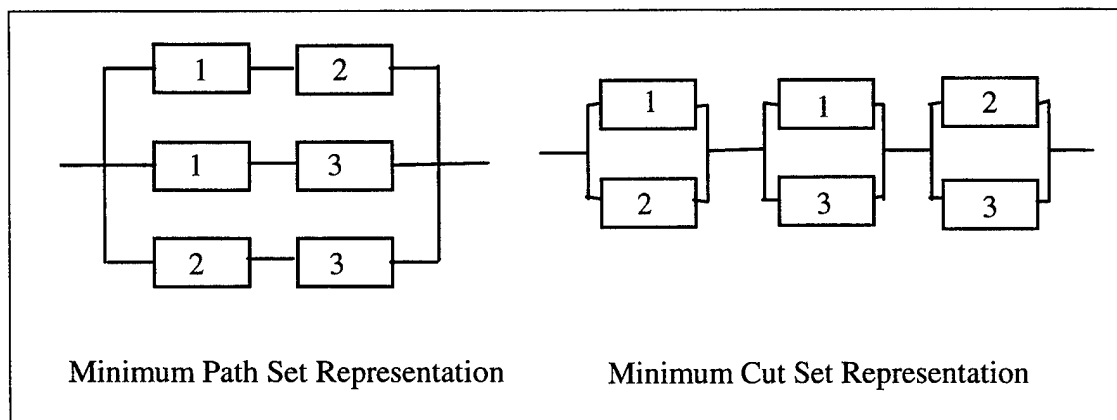 1 2
1 3
2 3
1 1 2
2 3 3
Minimum Path Set Representation
Minimum Cut Set Representation